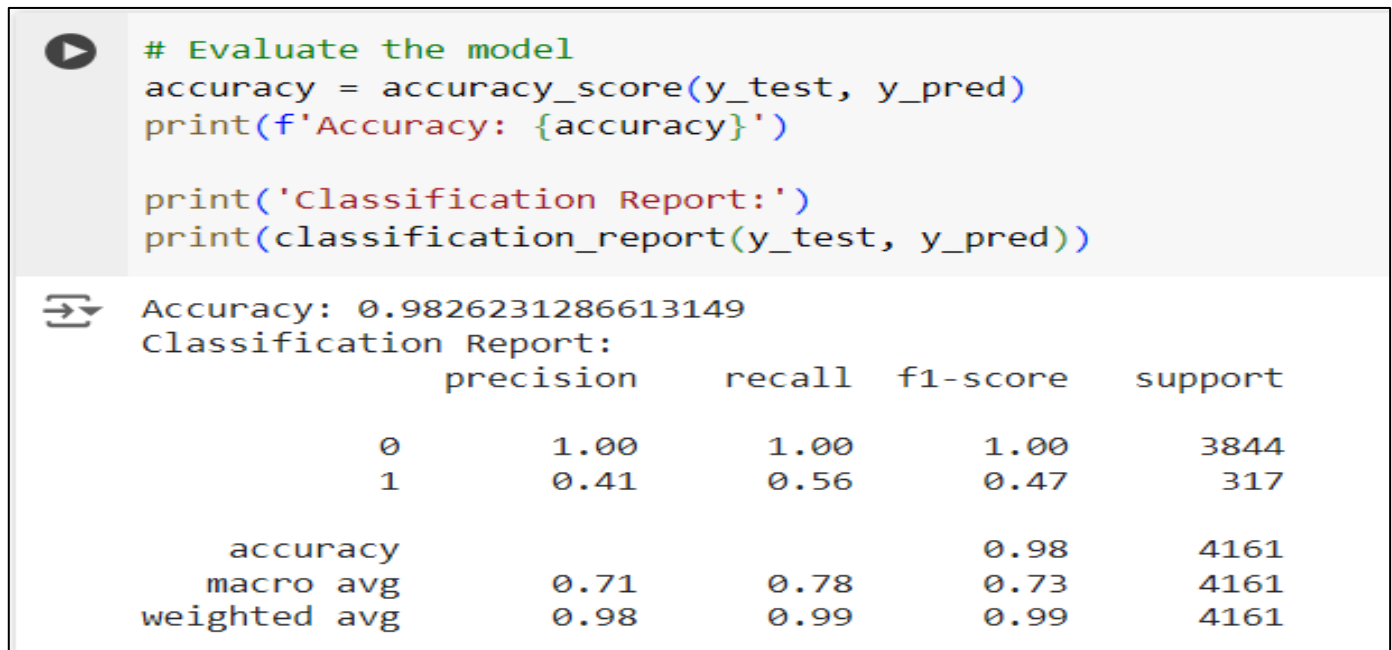 # Evaluate the model
accuracy = accuracy_score(y_test, y_pred)
print(f'Accuracy: {accuracy}')
print('Classification Report:')
print(classification_report(y_test, y_pred))
Accuracy: 0.9826231286613149
Classification Report:
precision recall f1-score support
0 1.00 1.00 1.00 3844
1 0.41 0.56 0.47 317
accuracy 0.98 4161
macro avg 0.71 0.78 0.73 4161
weighted avg 0.98 0.99 0.99 4161